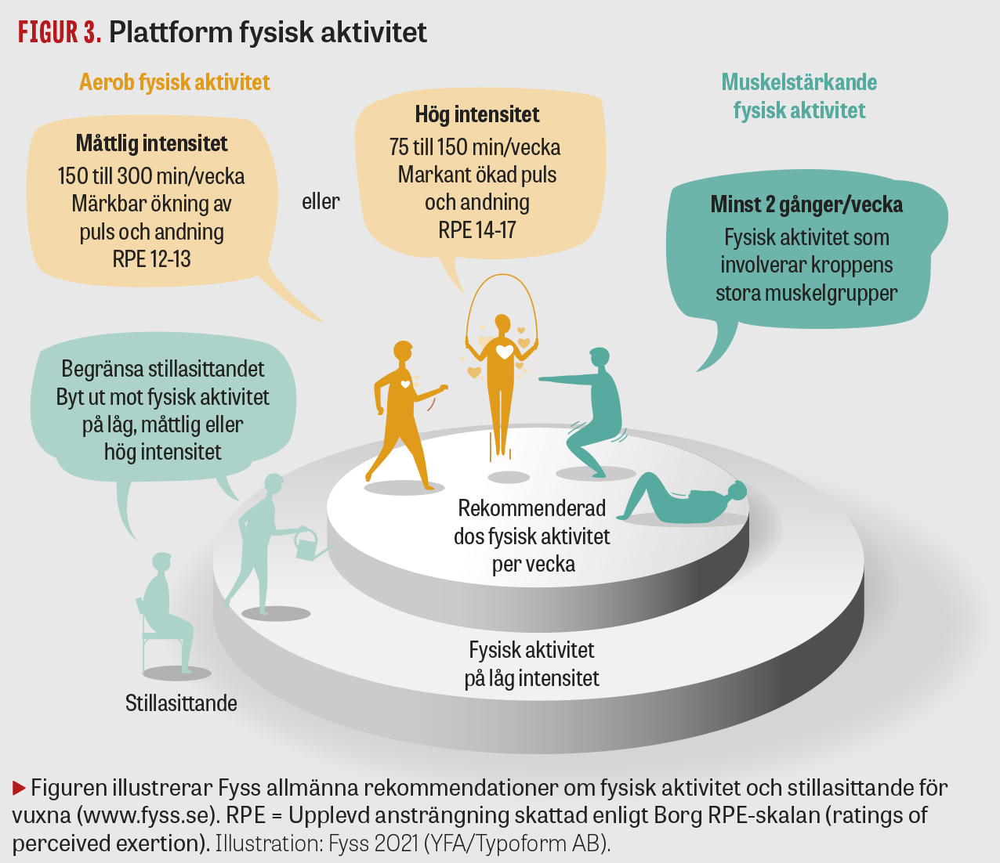 FIGUR 3. Plattform fysisk aktivitet
Aerob fysisk aktivitet
Måttlig intensitet
150 till 300 min/vecka
Märkbar ökning av
puls och andning
RPE 12-13
eller
Hög intensitet
75 till 150 min/vecka
Markant ökad puls
och andning
RPE 14-17
Muskelstärkande
fysisk aktivitet
Minst 2 gånger/vecka
Fysisk aktivitet som
involverar kroppens
stora muskelgrupper
Begränsa stillasittandet
Byt ut mot fysisk aktivitet
på låg, måttlig eller
hög intensitet
Rekommenderad
dos fysisk aktivitet
per vecka
Fysisk aktivitet
på låg intensitet
Stillasittande
Figuren illustrerar Fyss allmänna rekommendationer om fysisk aktivitet och stillasittande för
vuxna (www.fyss.se). RPE = Upplevd ansträngning skattad enligt Borg RPE-skalan (ratings of
perceived exertion). Illustration: Fyss 2021 (YFA/Typoform AB).